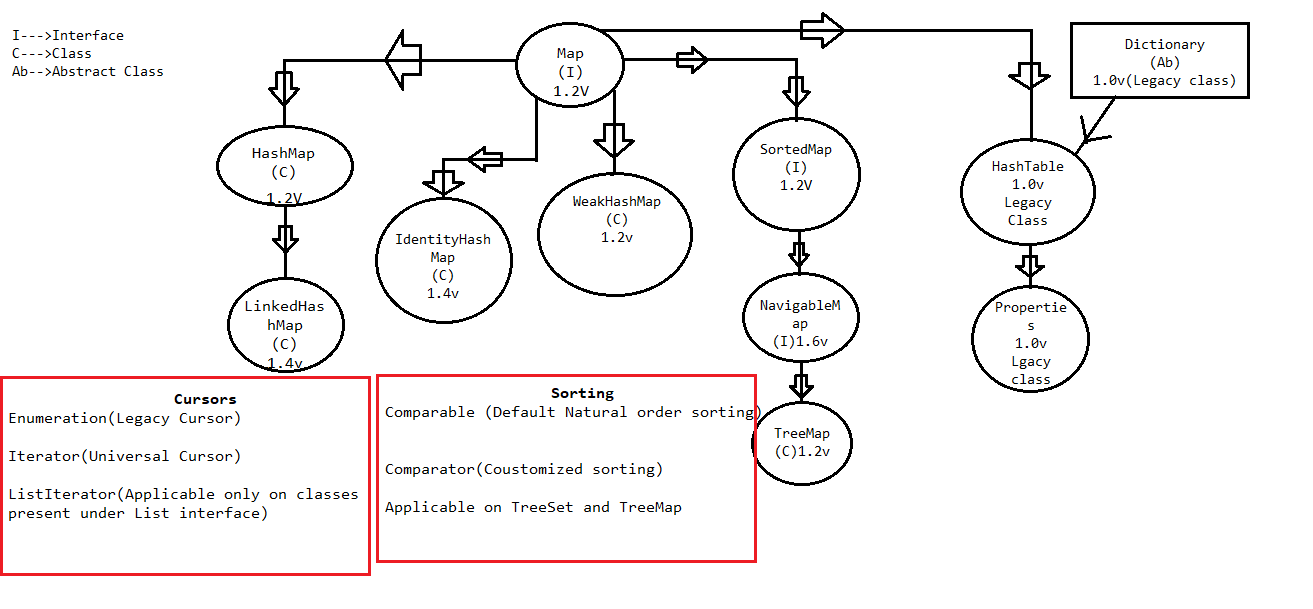 I--->Interface
C--->Class
Ab-->Abstract Class
Map
(I)
1.2V
Dictionary
(Ab)
1.0v(Legacy class)
HashMap
(C)
1.2V
SortedMap
(I)
1.2V
HashTable
1.0v
Legacy
Class
IdentityHash
Map
(C)
1.4v
WeakHashMap
(C)
1.2v
LinkedHas
hMap
(C)
1.4v
NavigableM
ap
(I)1.6v
Propertie
s
1.0v
Lgacy
class
TreeMap
(C)1.2v
Cursors
Enumeration(Legacy Cursor)
Iterator(Universal Cursor)
ListIterator(Applicable only on classes
present under List interface)
Sorting
Comparable (Default Natural order sorting)
Comparator(Coustomized sorting)
Applicable on TreeSet and TreeMap